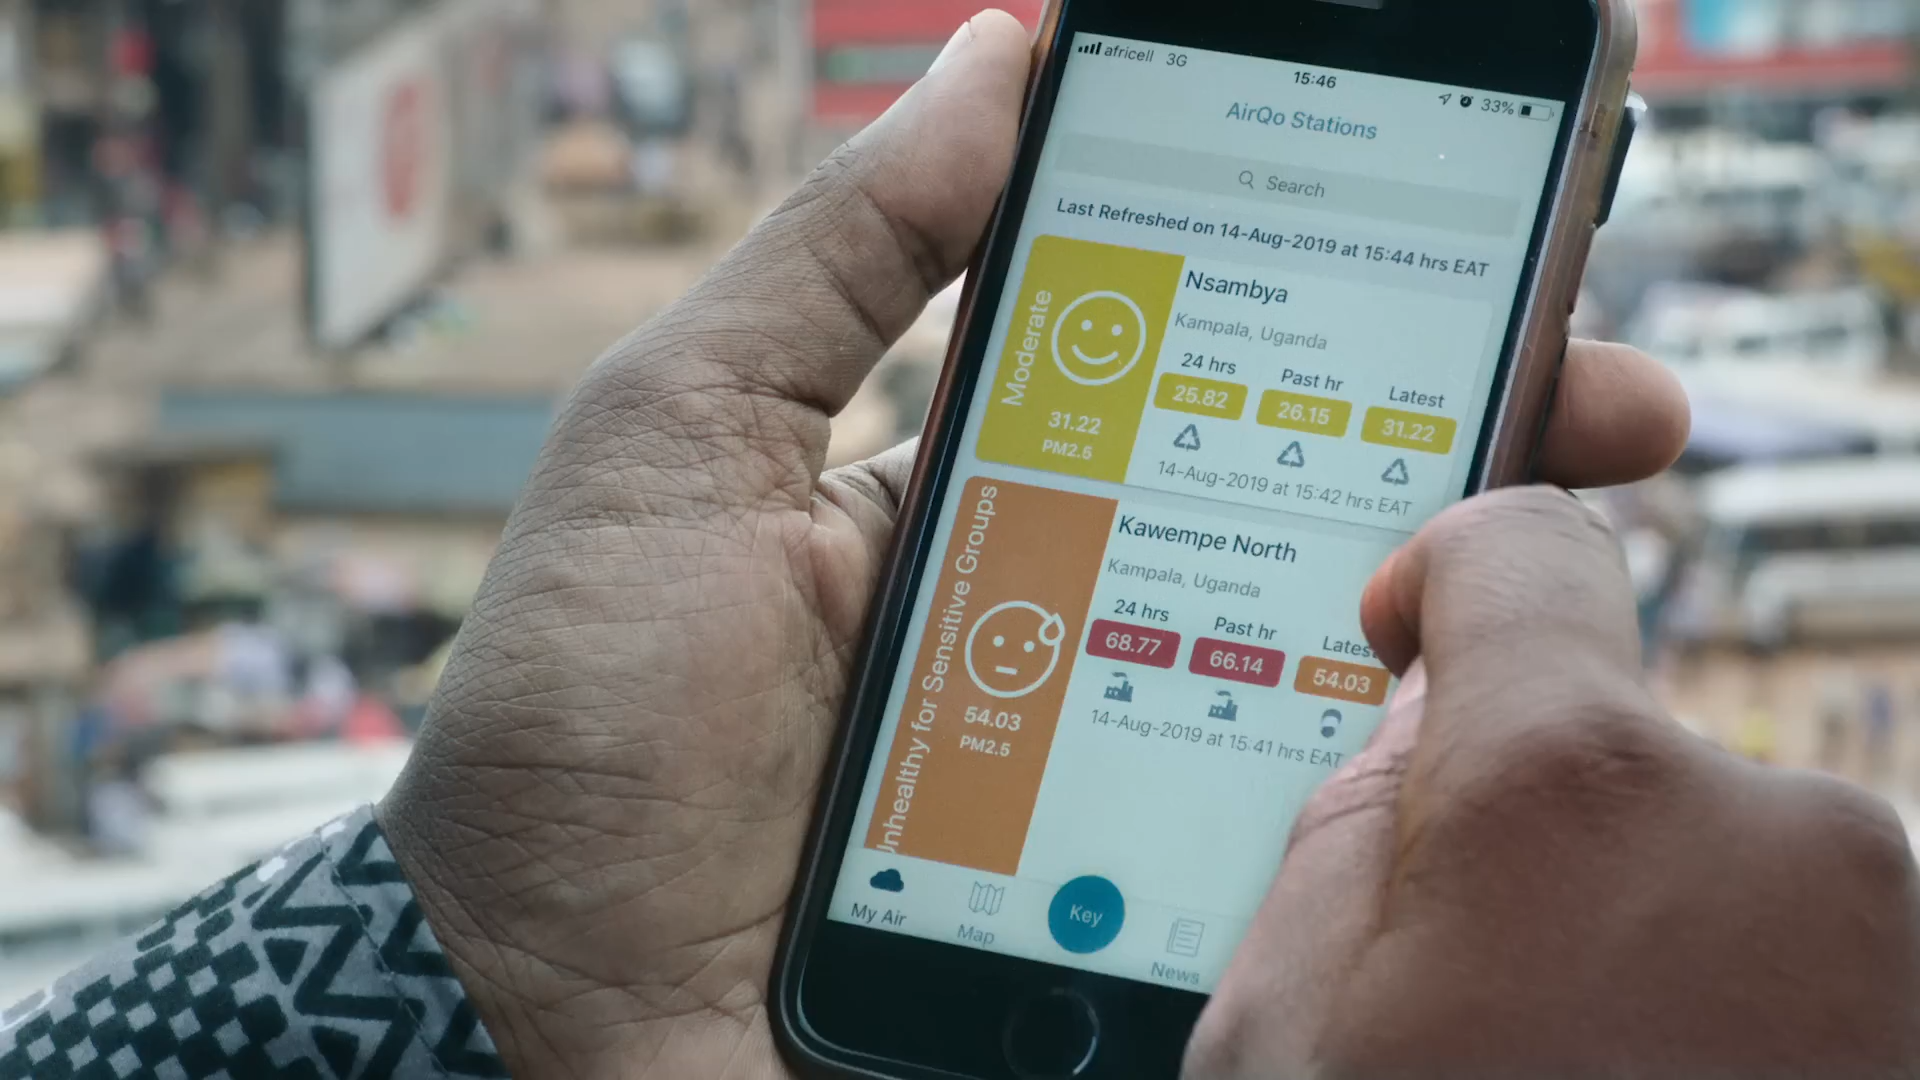 africell 3G
15:46
33%
AirQo Stations
Search
Last Refreshed on 14-Aug-2019 at 15:44 hrs EAT
Moderate
31.22
PM2.5
Nsambya
Kampala, Uganda
24 hrs Past hr Latest
25.82 26.15 31.22
14-Aug-2019 at 15:42 hrs EAT
Unhealthy for Sensitive Groups
54.03
PM2.5
Kawempe North
Kampala, Uganda
24 hrs Past hr Latest
68.77 66.14 54.03
14-Aug-2019 at 15:41 hrs EAT
My Air
Map
Key
News